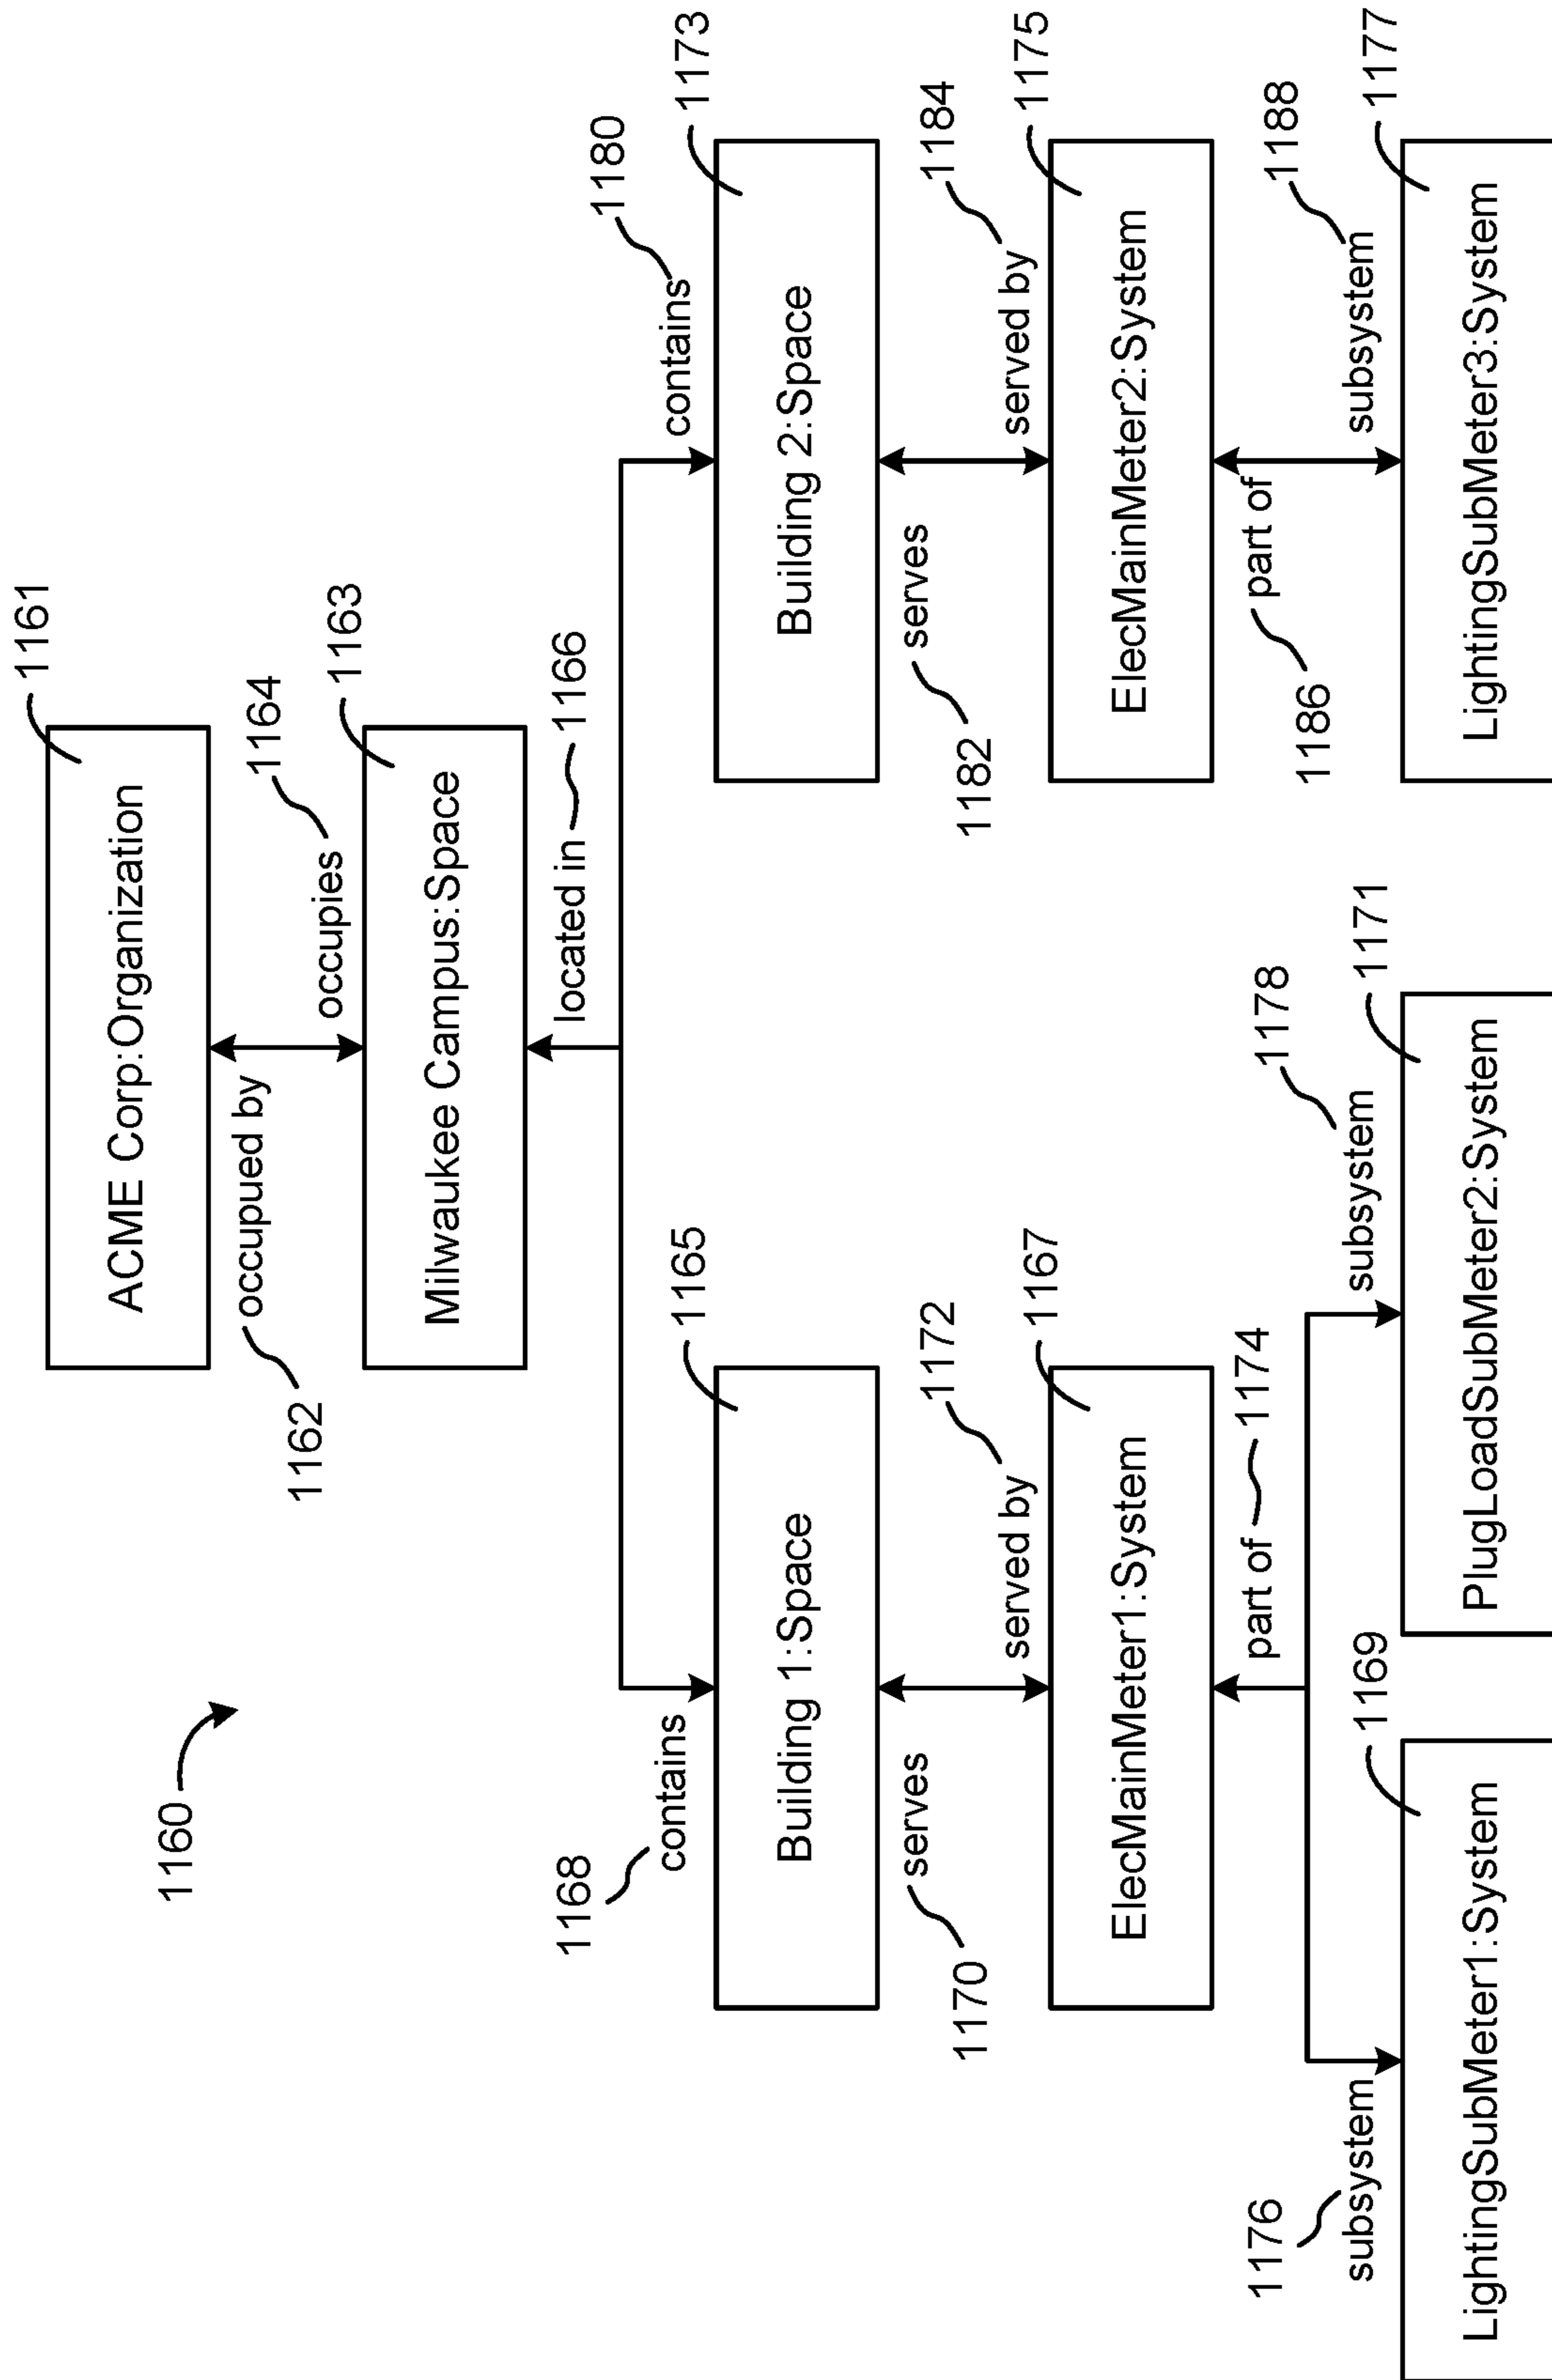 1160
1161
ACME Corp:Organization
1162
occupued by
1164
occupies
1163
Milwaukee Campus:Space
located in
1166
1168
contains
1180
contains
1165
Building 1:Space
1173
Building 2:Space
1170
serves
1172
served by
1182
serves
1184
served by
1167
ElecMainMeter1:System
1175
ElecMainMeter2:System
part of
1174
1186
part of
1176
subsystem
1178
subsystem
1188
subsystem
1169
LightingSubMeter1:System
1171
PlugLoadSubMeter2:System
1177
LightingSubMeter3:System